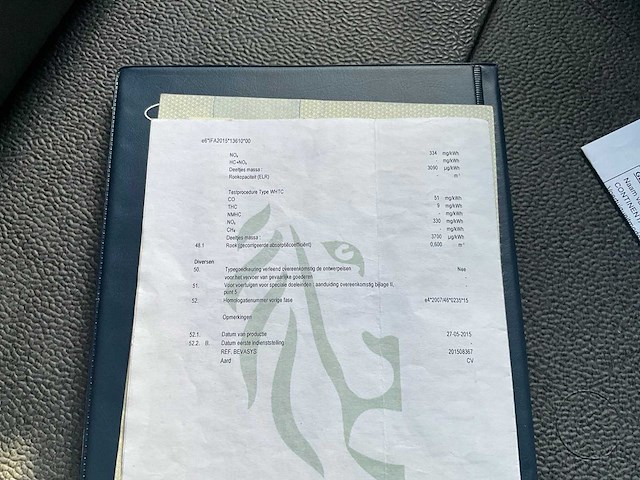 e6*IFA2015*13610*00
NOₓ 334 mg/kWh
HC+NOₓ - mg/kWh
Deeltjes massa : 3090 µg/kWh
Rookopaciteit (ELR) - m⁻¹
Testprocedure Type WHTC
CO 51 mg/kWh
THC 9 mg/kWh
NMHC - mg/kWh
NOₓ 330 mg/kWh
CH₄ - mg/kWh
Deeltjes massa : 3700 µg/kWh
48.1 Rook (gecorrigeerde absorptiecoëfficiënt) 0,600 m⁻¹
Diversen
50. Typegoedkeuring verleend overeenkomstig de ontwerpeisen Nee
voor het vervoer van gevaarlijke goederen
51. Voor voertuigen voor speciale doeleinden : aanduiding overeenkomstig bijlage II,
punt 5:
52. Homologatienummer vorige fase e4*2007/46*0235*15
Opmerkingen
52.1. Datum van productie 27-05-2015
52.2. B. Datum eerste indienststelling -
REF. BEVASYS 201508367
Aard CV
CONTINENT